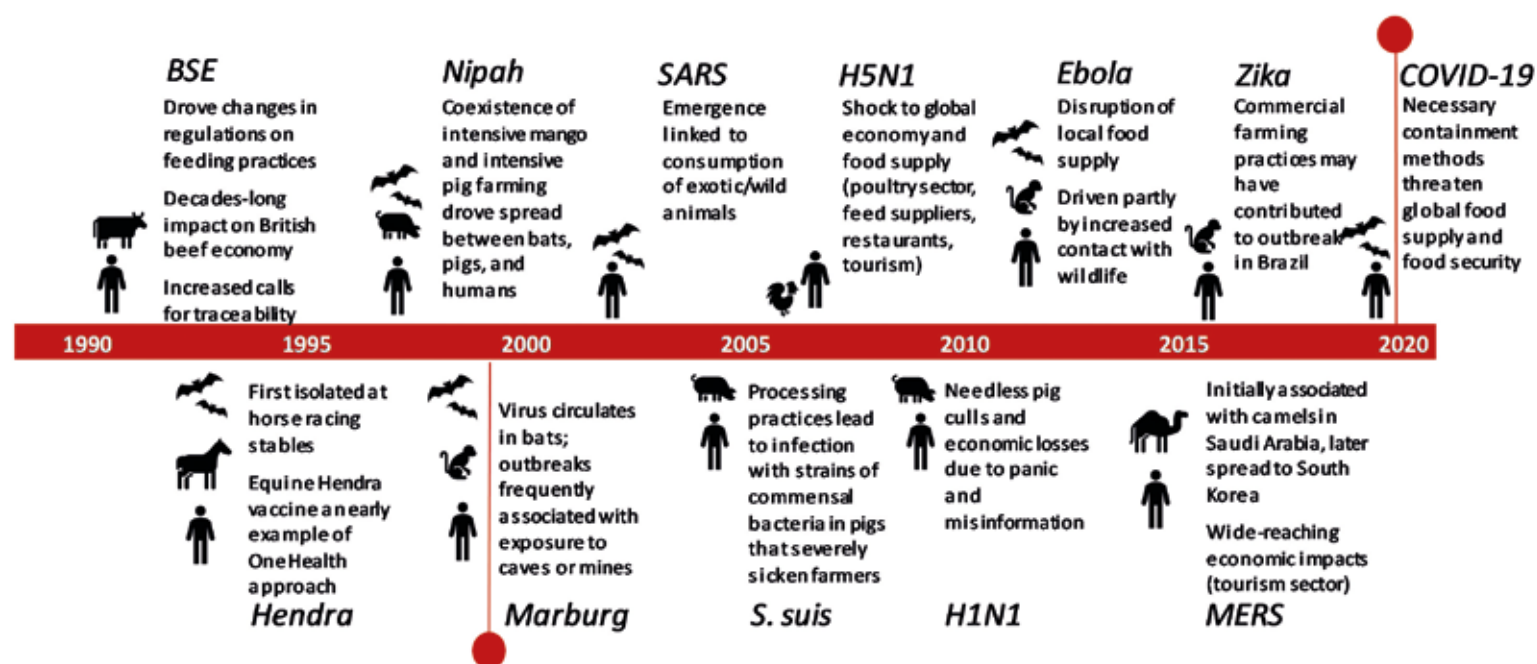 BSE
Drove changes in
regulations on
feeding practices
Decades-long
impact on British
beef economy
Increased calls
for traceability
Nipah
Coexistence of
intensive mango
and intensive
pig farming
drove spread
between bats,
pigs, and
humans
SARS
Emergence
linked to
consumption
of exotic/wild
animals
H5N1
Shock to global
economy and
food supply
(poultry sector,
feed suppliers,
restaurants,
tourism)
Ebola
Disruption of
local food
supply
Driven partly
by increased
contact with
wildlife
Zika
Commercial
farming
practices may
have
contributed
to outbreak
in Brazil
COVID-19
Necessary
containment
methods
threaten
global food
supply and
food security
1990 1995 2000 2005 2010 2015 2020
First isolated at
horse racing
stables
Equine Hendra
vaccine an early
example of
One Health
approach
Hendra
Virus circulates
in bats;
outbreaks
frequently
associated with
exposure to
caves or mines
Marburg
Processing
practices lead
to infection
with strains of
commensal
bacteria in pigs
that severely
sicken farmers
S. suis
Needless pig
culls and
economic losses
due to panic
and
misinformation
H1N1
Initially associated
with camels in
Saudi Arabia, later
spread to South
Korea
Wide-reaching
economic impacts
(tourism sector)
MERS